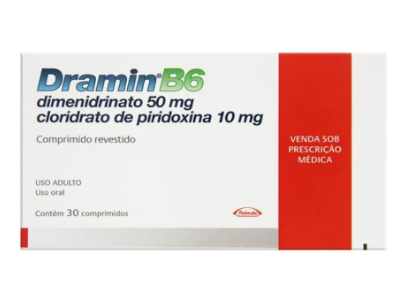 Dramin® B6
dimenidrinato 50 mg
cloridrato de piridoxina 10 mg
Comprimido revestido
VENDA SOB
PRESCRIÇÃO
MÉDICA
USO ADULTO
Uso oral
Contém 30 comprimidos
Takeda